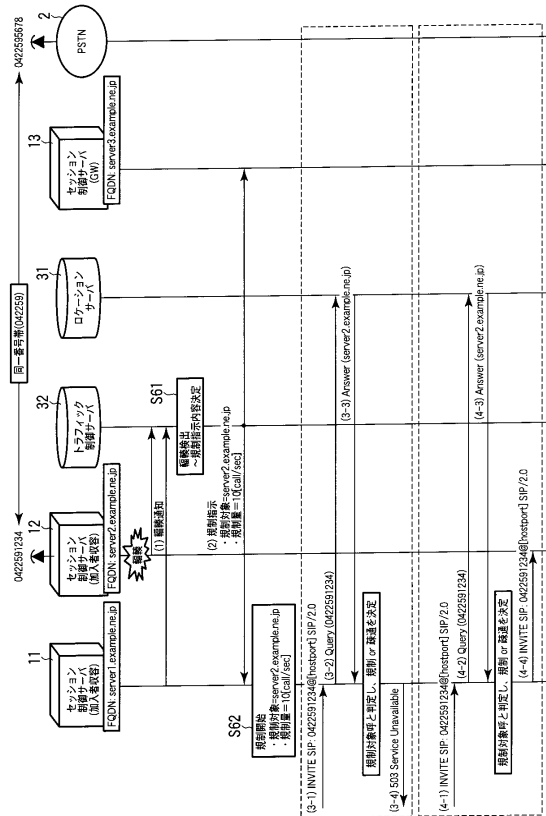 同一番号帯(042259)
0422591234
0422595678
11
セッション
制御サーバ
(加入者収容)
FQDN: server1.example.ne.jp
12
セッション
制御サーバ
(加入者収容)
FQDN: server2.example.ne.jp
32
トラフィック
制御サーバ
31
ロケーション
サーバ
13
セッション
制御サーバ
(GW)
FQDN: server3.example.ne.jp
2
PSTN
輻輳
(1) 輻輳通知
S61
輻輳検出
～規制指示内容決定
(2) 規制指示
・規制対象=server2.example.ne.jp
・規制量=10[call/sec]
S62
規制開始
・規制対象=server2.example.ne.jp
・規制量=10[call/sec]
(3-1) INVITE SIP: 0422591234@[hostport] SIP/2.0
(3-2) Query (0422591234)
(3-3) Answer (server2.example.ne.jp)
規制対象呼と判定し、規制 or 疎通を決定
(3-4) 503 Service Unavailable
(4-1) INVITE SIP: 0422591234@[hostport] SIP/2.0
(4-2) Query (0422591234)
(4-3) Answer (server2.example.ne.jp)
規制対象呼と判定し、規制 or 疎通を決定
(4-4) INVITE SIP: 0422591234@[hostport] SIP/2.0